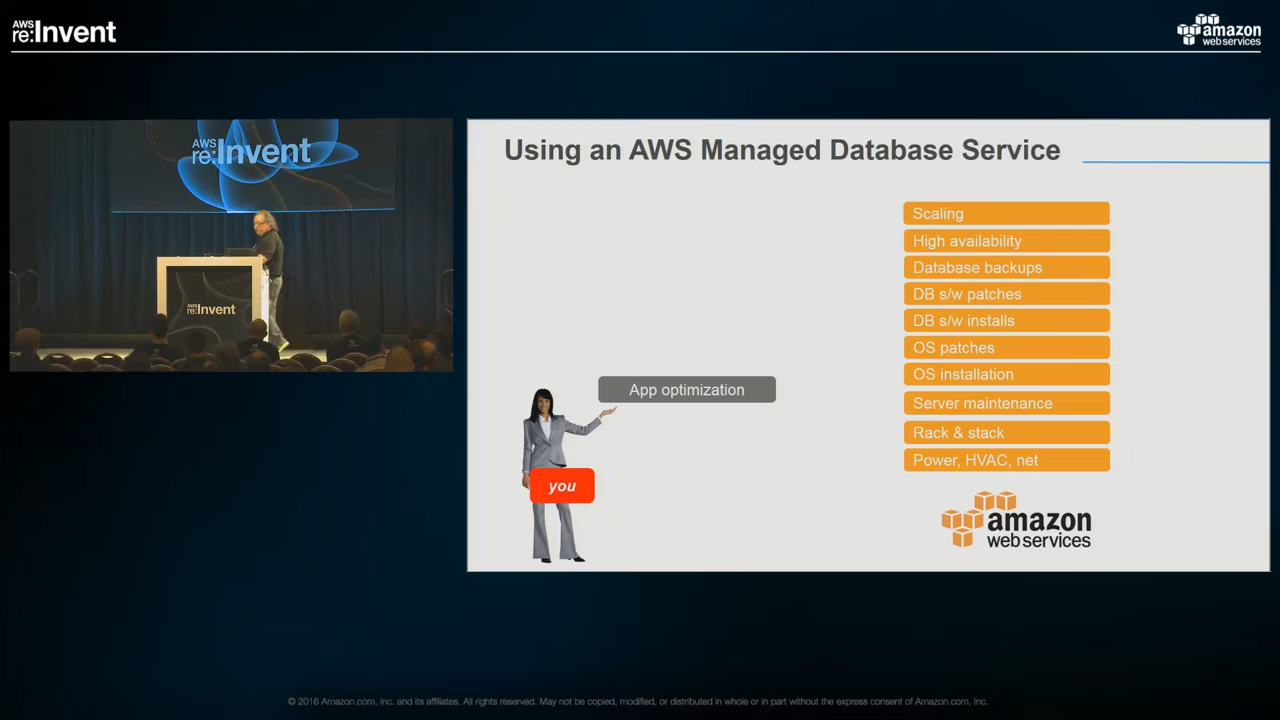 AWS
re:Invent
amazon
web services
AWS
re:Invent
AWS
re:Invent
Using an AWS Managed Database Service
Scaling
High availability
Database backups
DB s/w patches
DB s/w installs
OS patches
OS installation
Server maintenance
Rack & stack
Power, HVAC, net
App optimization
you
amazon
web services
© 2016 Amazon.com, Inc. and its affiliates. All rights reserved. May not be copied, modified, or distributed in whole or in part without the express consent of Amazon.com, Inc.